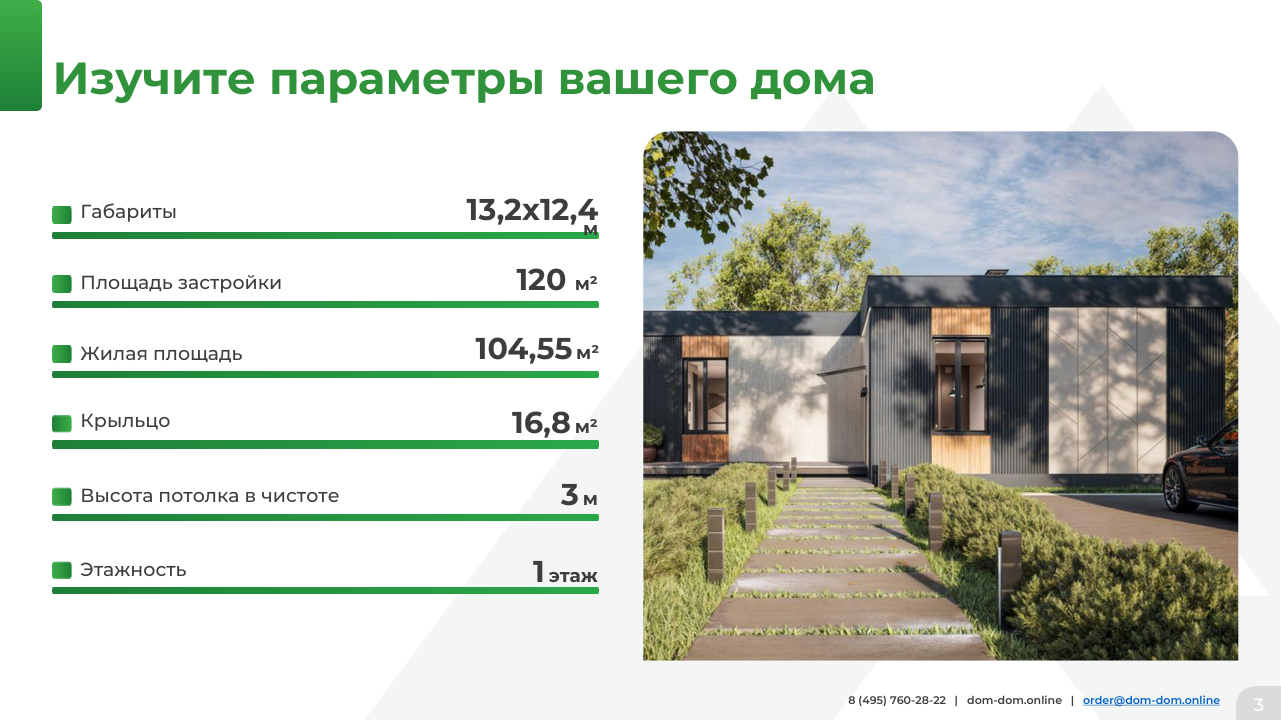 Изучите параметры вашего дома
Габариты 13,2х12,4
м
Площадь застройки 120 м²
Жилая площадь 104,55 м²
Крыльцо 16,8 м²
Высота потолка в чистоте 3 м
Этажность 1 этаж
8 (495) 760-28-22 | dom-dom.online | order@dom-dom.online
3